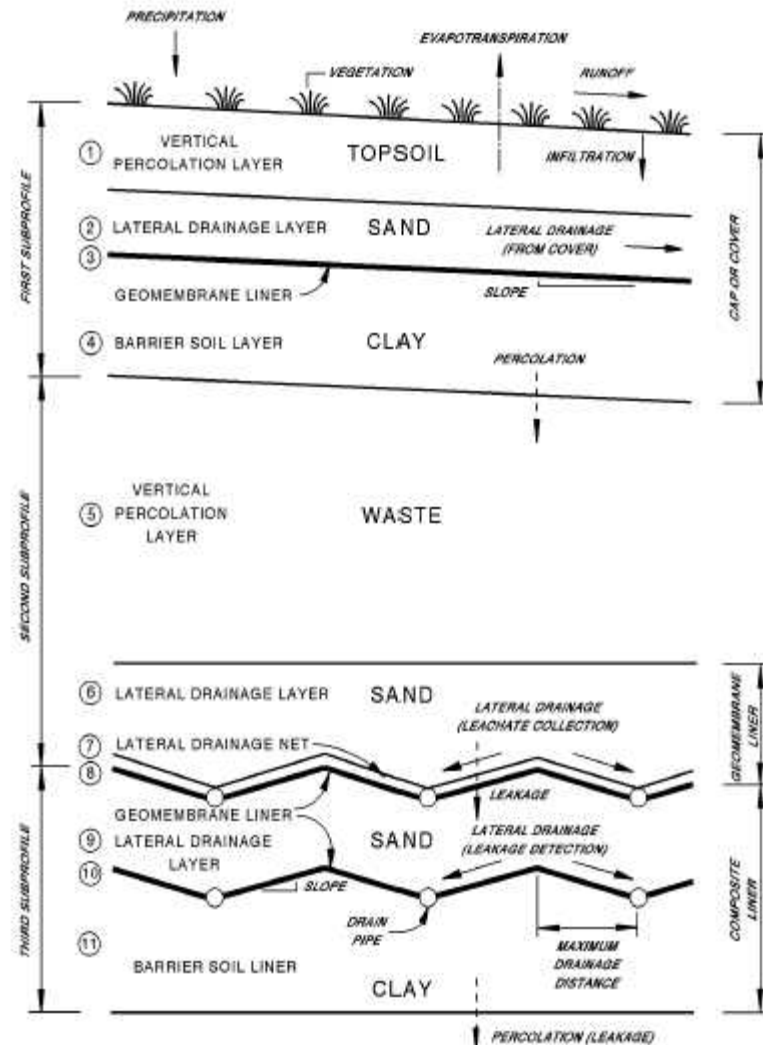 PRECIPITATION
EVAPOTRANSPIRATION
VEGETATION
RUNOFF
1 VERTICAL
PERCOLATION LAYER
TOPSOIL
INFILTRATION
2 LATERAL DRAINAGE LAYER
SAND
LATERAL DRAINAGE
(FROM COVER)
3
GEOMEMBRANE LINER
SLOPE
4 BARRIER SOIL LAYER
CLAY
PERCOLATION
FIRST SUBPROFILE
CAP OR COVER
5 VERTICAL
PERCOLATION
LAYER
WASTE
SECOND SUBPROFILE
6 LATERAL DRAINAGE LAYER
SAND
LATERAL DRAINAGE
(LEACHATE COLLECTION)
7 LATERAL DRAINAGE NET
8
LEAKAGE
GEOMEMBRANE
LINER
GEOMEMBRANE LINER
9 LATERAL DRAINAGE
LAYER
SAND
LATERAL DRAINAGE
(LEAKAGE DETECTION)
10
SLOPE
DRAIN
PIPE
MAXIMUM
DRAINAGE
DISTANCE
11
BARRIER SOIL LINER
CLAY
THIRD SUBPROFILE
COMPOSITE
LINER
PERCOLATION (LEAKAGE)